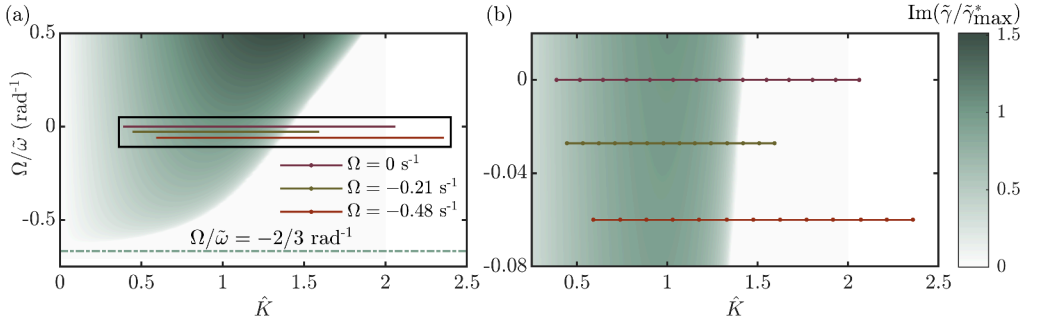 (a)
(b)
Im(γ̃/γ̃*max)
0.5
0
-0.5
Ω/ω̃ (rad⁻¹)
Ω = 0 s⁻¹
Ω = −0.21 s⁻¹
Ω = −0.48 s⁻¹
Ω/ω̃ = −2/3 rad⁻¹
0 0.5 1 1.5 2 2.5
K̂
0
-0.04
-0.08
0.5 1 1.5 2 2.5
K̂
1.5
1
0.5
0